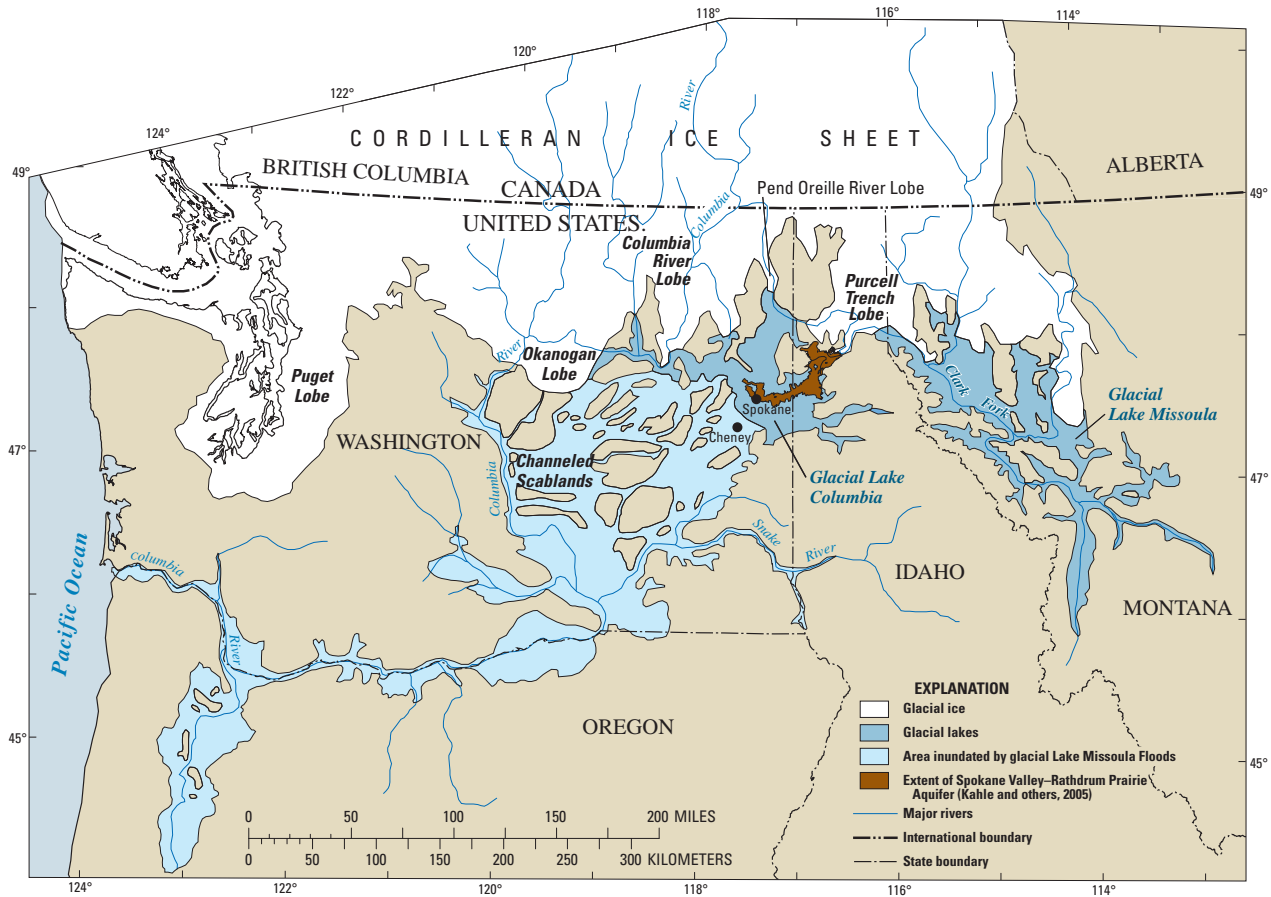 118°
116°
114°
120°
122°
124°
CORDILLERAN ICE SHEET
River
49°
BRITISH COLUMBIA
ALBERTA
CANADA
Pend Oreille River Lobe
49°
UNITED STATES
Columbia
Columbia
River
Lobe
Purcell
Trench
Lobe
River
Okanogan
Lobe
Puget
Lobe
Clark
Fork
Glacial
Lake Missoula
Spokane
Cheney
WASHINGTON
47°
Channeled
Scablands
Columbia
Glacial Lake
Columbia
47°
Snake
River
Pacific Ocean
Columbia
River
IDAHO
MONTANA
OREGON
45°
45°
EXPLANATION
Glacial ice
Glacial lakes
Area inundated by glacial Lake Missoula Floods
Extent of Spokane Valley–Rathdrum Prairie
Aquifer (Kahle and others, 2005)
Major rivers
International boundary
State boundary
0 50 100 150 200 MILES
0 50 100 150 200 250 300 KILOMETERS
124°
122°
120°
118°
116°
114°